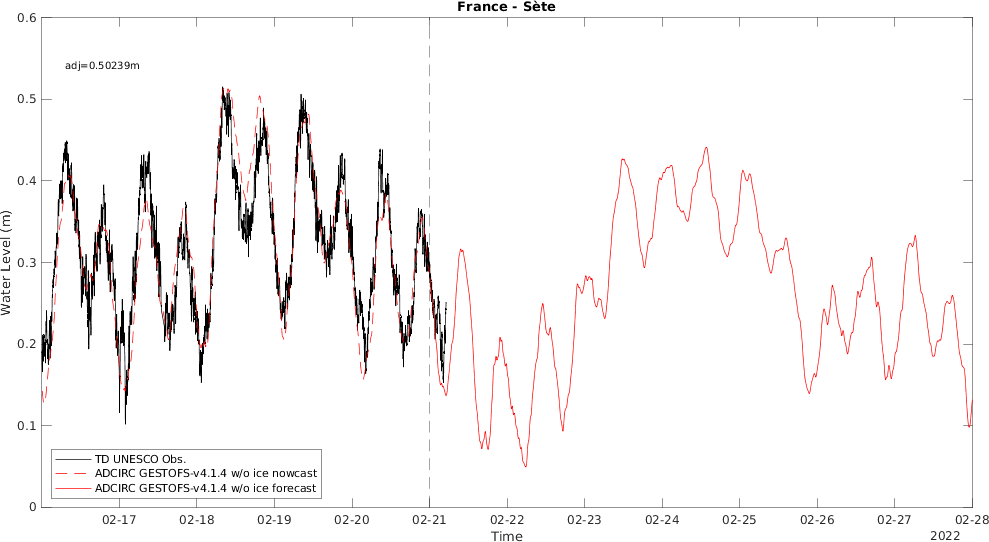 France - Sète
0.6
adj=0.50239m
0.5
0.4
0.3
Water Level (m)
0.2
0.1
0
TD UNESCO Obs.
ADCIRC GESTOFS-v4.1.4 w/o ice nowcast
ADCIRC GESTOFS-v4.1.4 w/o ice forecast
02-17 02-18 02-19 02-20 02-21 02-22 02-23 02-24 02-25 02-26 02-27 02-28
Time
2022